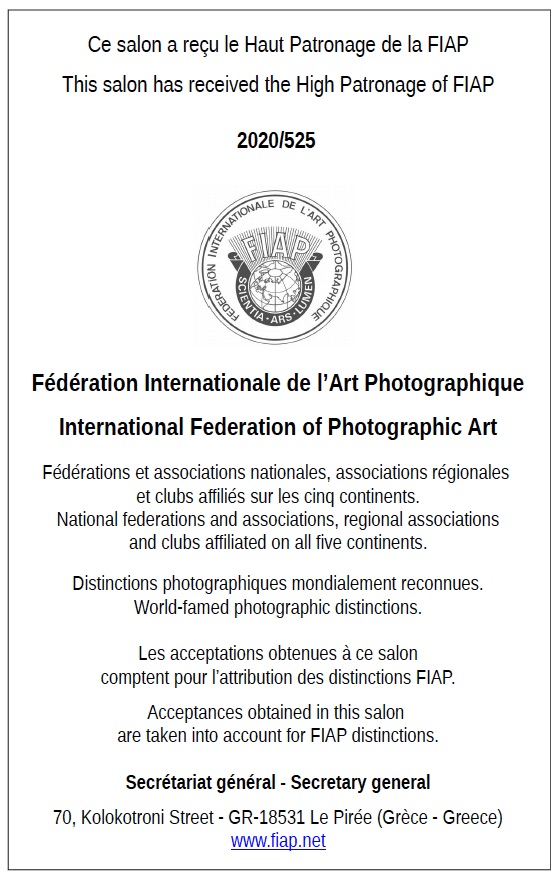 Ce salon a reçu le Haut Patronage de la FIAP
This salon has received the High Patronage of FIAP
2020/525
FEDERATION INTERNATIONALE DE L'ART PHOTOGRAPHIQUE
FIAP
SCIENTIA - ARS - LUMEN
Fédération Internationale de l’Art Photographique
International Federation of Photographic Art
Fédérations et associations nationales, associations régionales
et clubs affiliés sur les cinq continents.
National federations and associations, regional associations
and clubs affiliated on all five continents.
Distinctions photographiques mondialement reconnues.
World-famed photographic distinctions.
Les acceptations obtenues à ce salon
comptent pour l’attribution des distinctions FIAP.
Acceptances obtained in this salon
are taken into account for FIAP distinctions.
Secrétariat général - Secretary general
70, Kolokotroni Street - GR-18531 Le Pirée (Grèce - Greece)
www.fiap.net